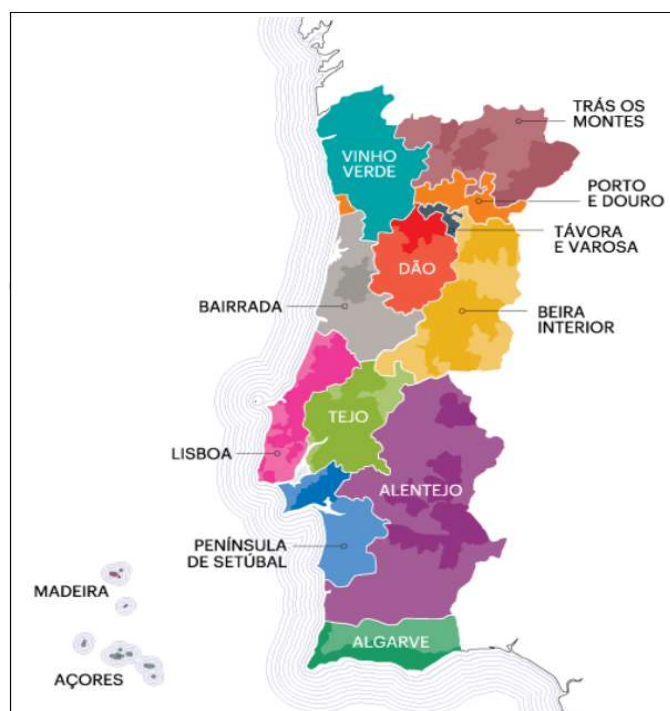 TRÁS OS
MONTES
VINHO
VERDE
PORTO
E DOURO
TÁVORA
E VAROSA
DÃO
BAIRRADA
BEIRA
INTERIOR
TEJO
LISBOA
ALENTEJO
PENÍNSULA
DE SETÚBAL
MADEIRA
ALGARVE
AÇORES